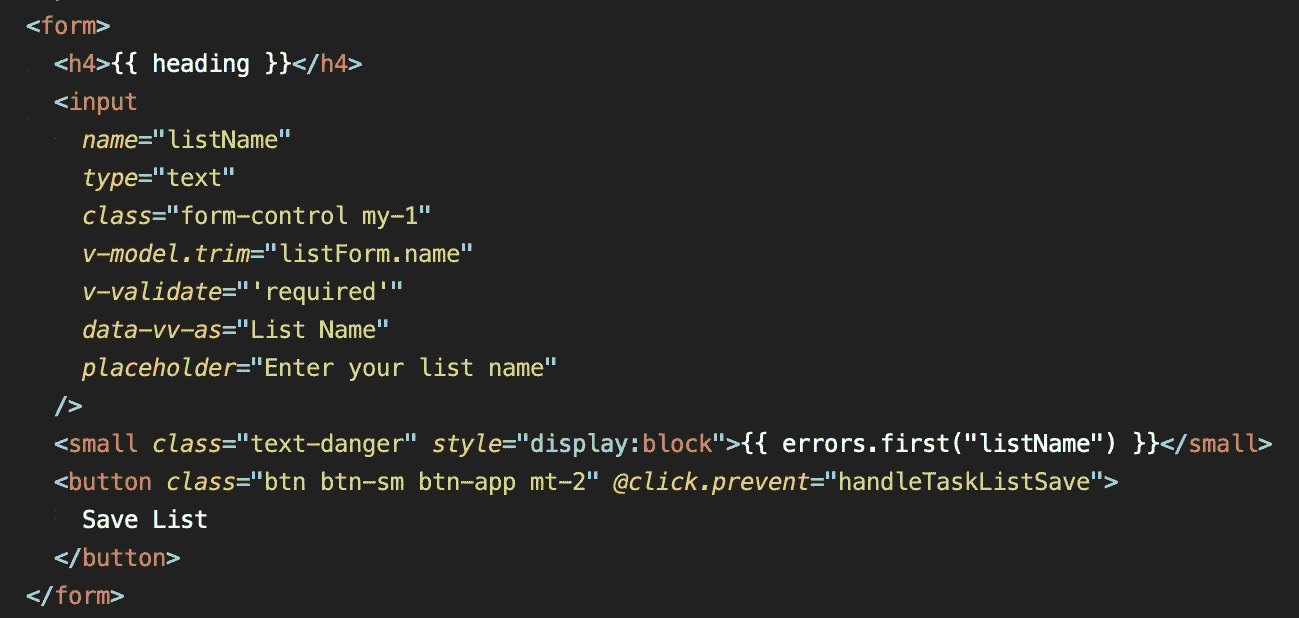 <form>
<h4>{{ heading }}</h4>
<input
name="listName"
type="text"
class="form-control my-1"
v-model.trim="listForm.name"
v-validate="'required'"
data-vv-as="List Name"
placeholder="Enter your list name"
/>
<small class="text-danger" style="display:block">{{ errors.first("listName") }}</small>
<button class="btn btn-sm btn-app mt-2" @click.prevent="handleTaskListSave">
Save List
</button>
</form>